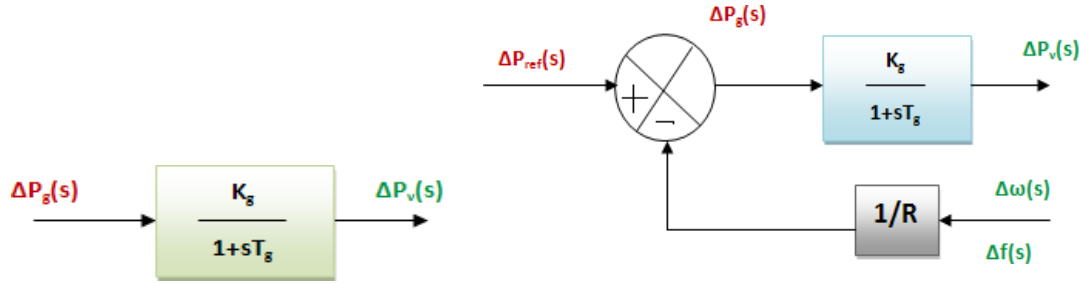 ΔPg(s)
Kg
1+sTg
ΔPv(s)
ΔPref(s)
+
−
ΔPg(s)
Kg
1+sTg
ΔPv(s)
1/R
Δω(s)
Δf(s)